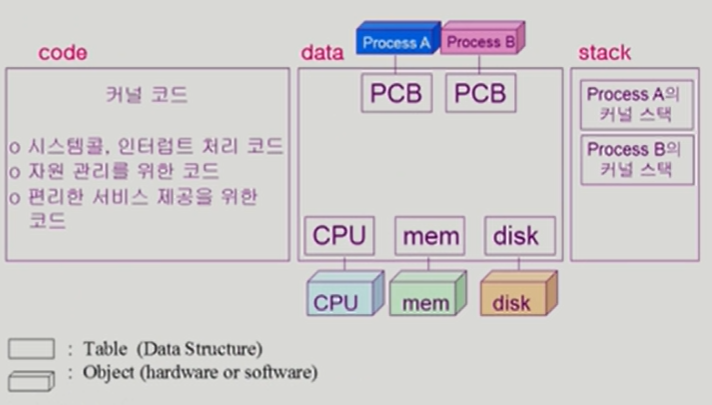 code
data
Process A
Process B
stack
커널 코드
o 시스템콜, 인터럽트 처리 코드
o 자원 관리를 위한 코드
o 편리한 서비스 제공을 위한
코드
PCB
PCB
CPU
mem
disk
CPU
mem
disk
Process A의
커널 스택
Process B의
커널 스택
: Table (Data Structure)
: Object (hardware or software)